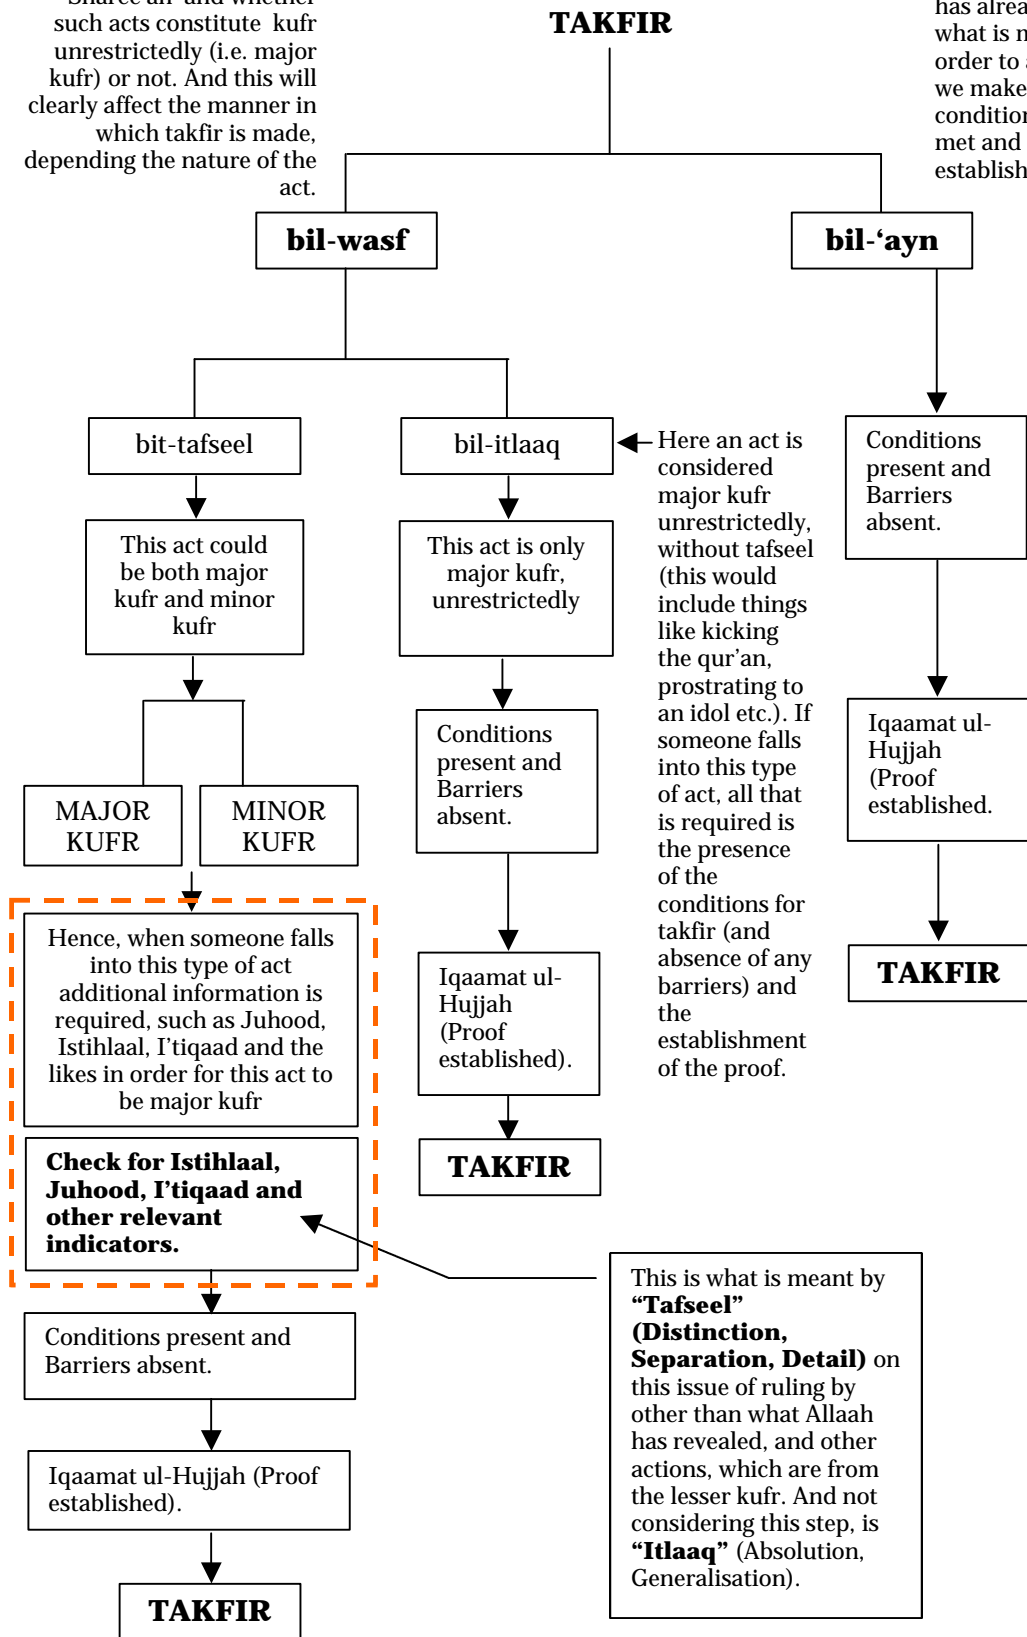 such acts constitute kufr
unrestrictedly (i.e. major
kufr) or not. And this will
clearly affect the manner in
which takfir is made,
depending the nature of the
act.
TAKFIR
what is n
order to a
we make
condition
met and
establish
bil-wasf
bil-‘ayn
bit-tafseel
bil-itlaaq
This act could
be both major
kufr and minor
kufr
This act is only
major kufr,
unrestrictedly
Here an act is
considered
major kufr
unrestrictedly,
without tafseel
(this would
include things
like kicking
the qur’an,
prostrating to
an idol etc.). If
someone falls
into this type
of act, all that
is required is
the presence
of the
conditions for
takfir (and
absence of any
barriers) and
the
establishment
of the proof.
Conditions
present and
Barriers
absent.
Iqaamat ul-
Hujjah
(Proof
established.
TAKFIR
MAJOR
KUFR
MINOR
KUFR
Conditions
present and
Barriers
absent.
Iqaamat ul-
Hujjah
(Proof
established).
TAKFIR
Hence, when someone falls
into this type of act
additional information is
required, such as Juhood,
Istihlaal, I’tiqaad and the
likes in order for this act to
be major kufr
Check for Istihlaal,
Juhood, I’tiqaad and
other relevant
indicators.
Conditions present and
Barriers absent.
Iqaamat ul-Hujjah (Proof
established).
TAKFIR
This is what is meant by
“Tafseel”
(Distinction,
Separation, Detail) on
this issue of ruling by
other than what Allaah
has revealed, and other
actions, which are from
the lesser kufr. And not
considering this step, is
“Itlaaq” (Absolution,
Generalisation).